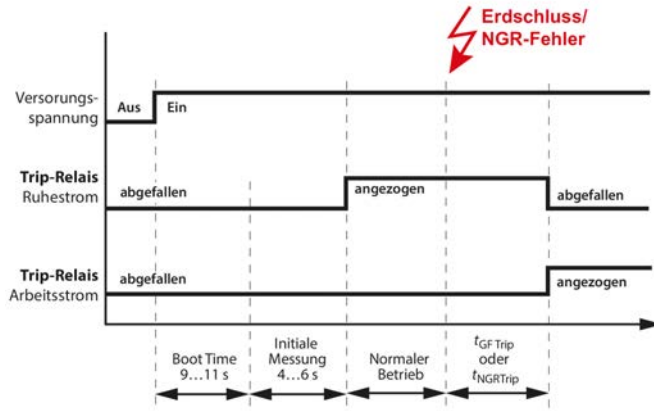 Erdschluss/
NGR-Fehler
Versorungs-
spannung
Aus
Ein
Trip-Relais
Ruhestrom
abgefallen
angezogen
abgefallen
Trip-Relais
Arbeitsstrom
abgefallen
angezogen
Boot Time
9…11 s
Initiale
Messung
4…6 s
Normaler
Betrieb
tGF Trip
oder
tNGRTrip